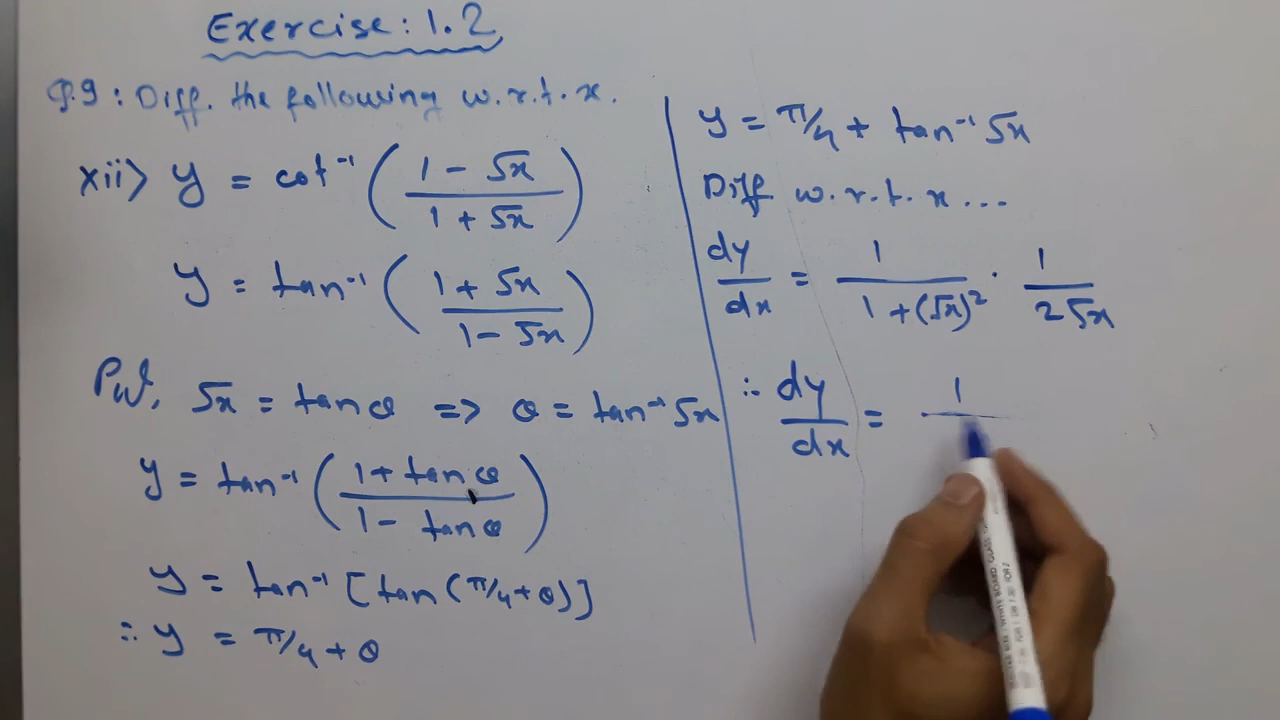 Exercise: 1.2
Q.9: Diff. the following w.r.t.x.
xii> y = cot⁻¹ ( 1 - √x / 1 + √x )
y = tan⁻¹ ( 1 + √x / 1 - √x )
Put, √x = tanθ => θ = tan⁻¹ √x
y = tan⁻¹ ( 1 + tanθ / 1 - tanθ )
y = tan⁻¹ [tan (π/4 + θ)]
∴ y = π/4 + θ
y = π/4 + tan⁻¹ √x
Diff w.r.t. x ...
dy/dx = 1 / 1 + (√x)² · 1 / 2√x
∴ dy/dx = 1